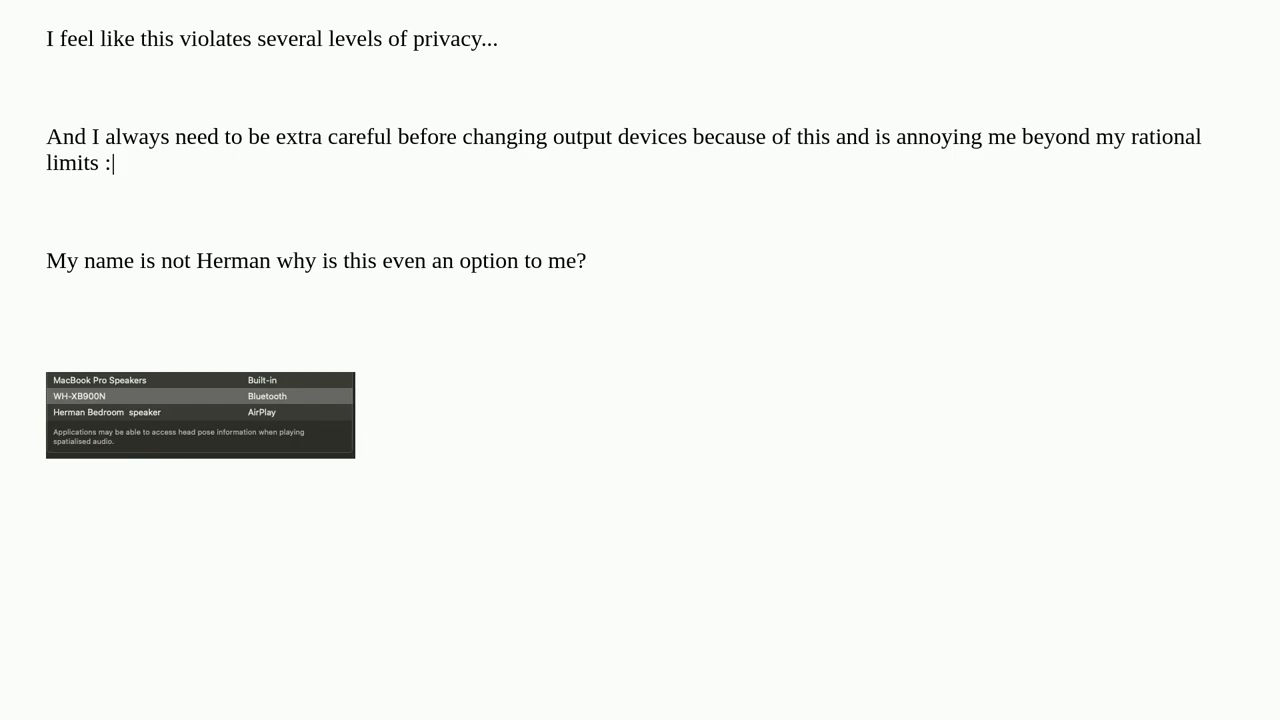 I feel like this violates several levels of privacy...
And I always need to be extra careful before changing output devices because of this and is annoying me beyond my rational
limits :|
My name is not Herman why is this even an option to me?
MacBook Pro Speakers Built-in
WH-XB900N Bluetooth
Herman Bedroom  speaker AirPlay
Applications may be able to access head pose information when playing
spatialised audio.